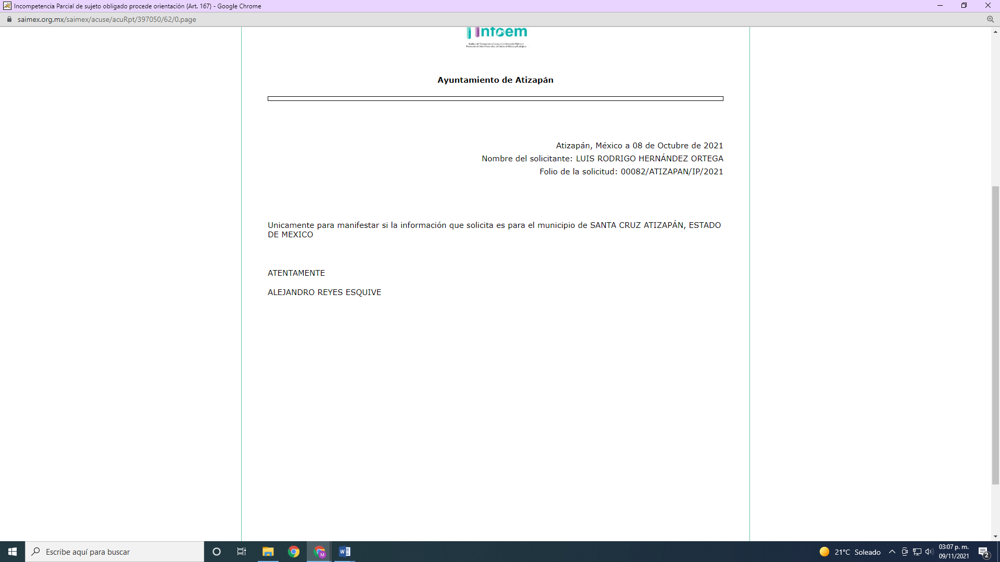 Incompetencia Parcial de sujeto obligado procede orientación (Art. 167) - Google Chrome
saimex.org.mx/saimex/acuse/acuRpt/397050/62/0.page
infoem
Ayuntamiento de Atizapán
Atizapán, México a 08 de Octubre de 2021
Nombre del solicitante: LUIS RODRIGO HERNÁNDEZ ORTEGA
Folio de la solicitud: 00082/ATIZAPAN/IP/2021
Unicamente para manifestar si la información que solicita es para el municipio de SANTA CRUZ ATIZAPÁN, ESTADO
DE MEXICO
ATENTAMENTE
ALEJANDRO REYES ESQUIVE
Escribe aquí para buscar
M
W
21°C Soleado
03:07 p. m.
09/11/2021
2